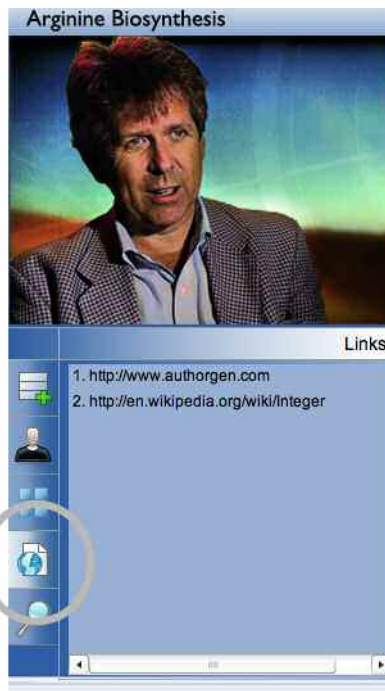 Arginine Biosynthesis
Links
1. http://www.authorgen.com
2. http://en.wikipedia.org/wiki/Integer